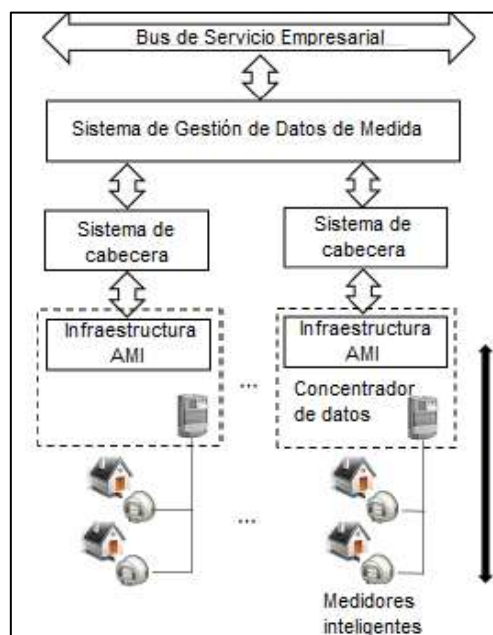 Bus de Servicio Empresarial
Sistema de Gestión de Datos de Medida
Sistema de
cabecera
Sistema de
cabecera
Infraestructura
AMI
Infraestructura
AMI
...
Concentrador
de datos
...
Medidores
inteligentes